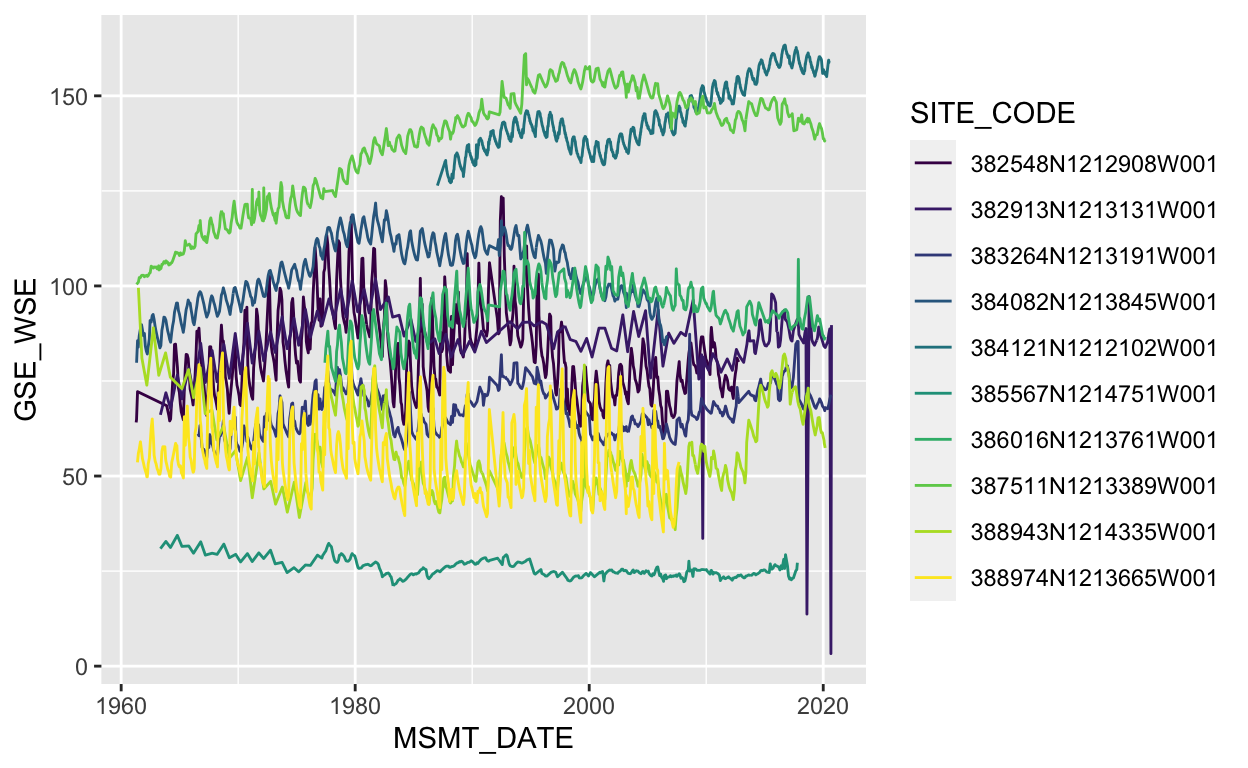 GSE_WSE
150
100
50
0
1960
1980
2000
2020
MSMT_DATE
SITE_CODE
382548N1212908W001
382913N1213131W001
383264N1213191W001
384082N1213845W001
384121N1212102W001
385567N1214751W001
386016N1213761W001
387511N1213389W001
388943N1214335W001
388974N1213665W001